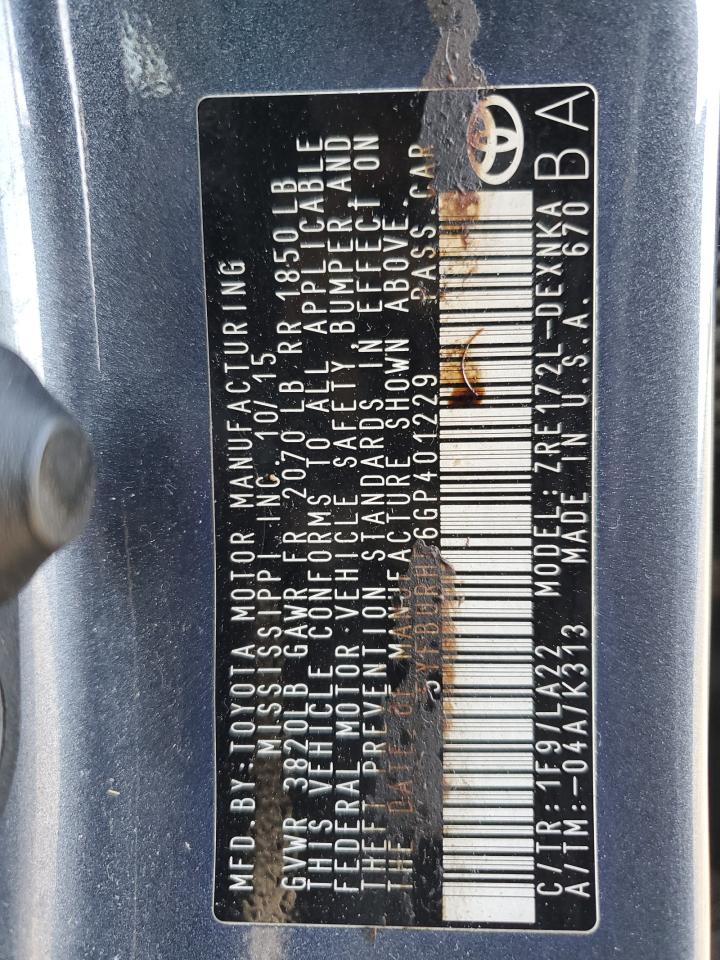 MFD.BY:TOYOTA MOTOR MANUFACTURING
MISSISSIPPI INC. 10/15
GVWR 3820LB GAWR FR 2070 LB RR 1850LB
THIS VEHICLE CONFORMS TO ALL APPLICABLE
FEDERAL MOTOR VEHICLE SAFETY, BUMPER AND
THEFT PREVENTION STANDARDS IN EFFECT ON
THE DATE OF MANUFACTURE SHOWN ABOVE.
5YFBURHE6GP401229 PASS.CAR
C/TR: 1F9/LA22 MODEL: ZRE172L-DEXNKA
A/TM:-04A/K313 MADE IN U.S.A. 670
BA